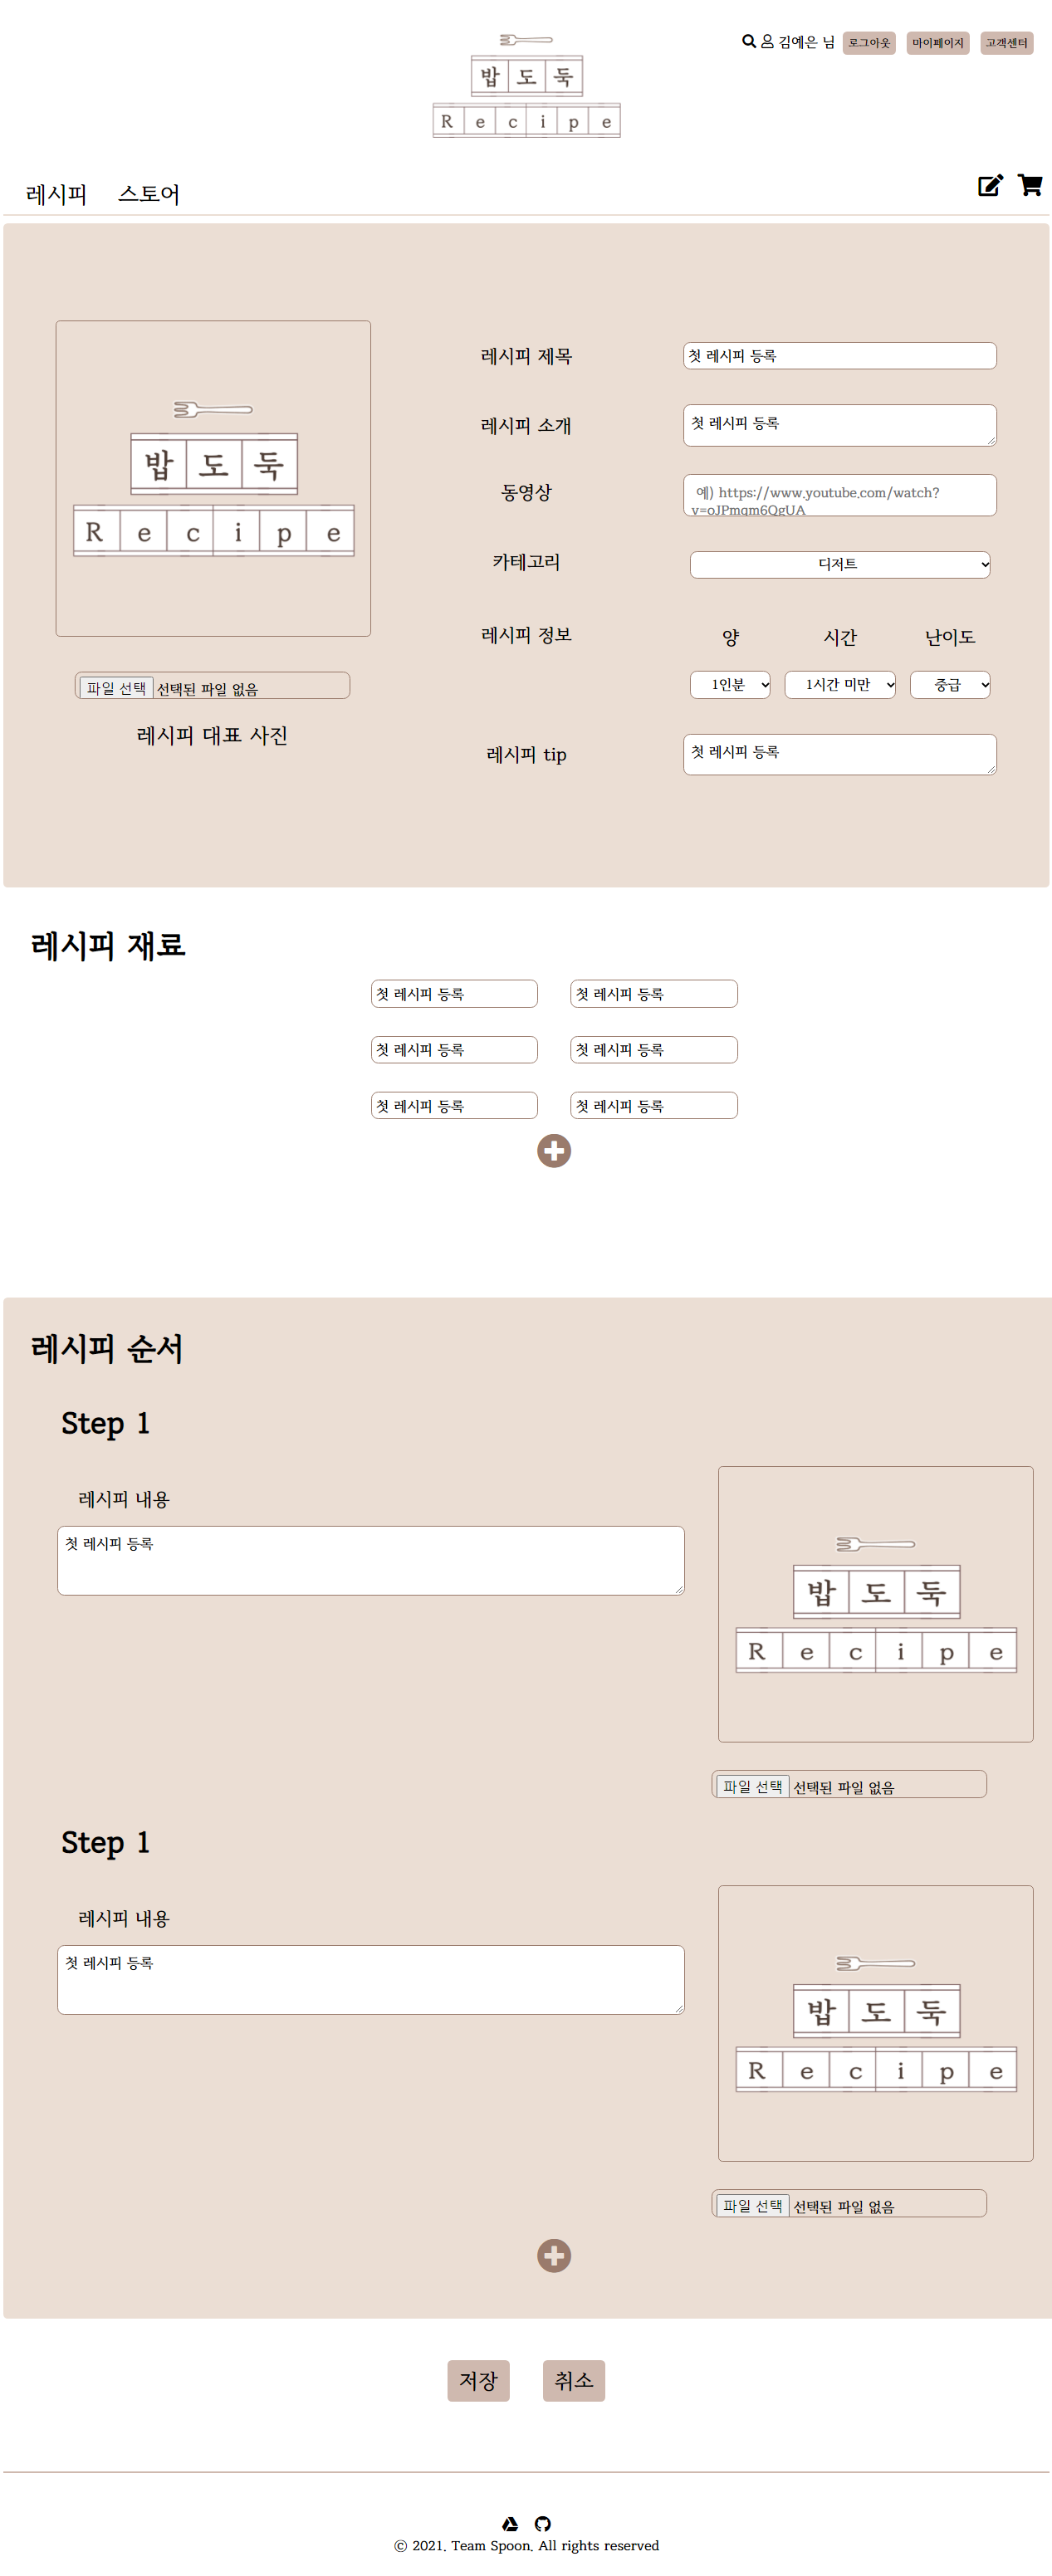 밥도둑
Recipe
김예은 님 로그아웃 마이페이지 고객센터
레시피 스토어
밥도둑
Recipe
파일 선택 선택된 파일 없음
레시피 대표 사진
레시피 제목 첫 레시피 등록
레시피 소개 첫 레시피 등록
동영상 예) https://www.youtube.com/watch?
v=oJPmqm6QgUA
카테고리 디저트
레시피 정보 양 시간 난이도
1인분 1시간 미만 중급
레시피 tip 첫 레시피 등록
레시피 재료
첫 레시피 등록 첫 레시피 등록
첫 레시피 등록 첫 레시피 등록
첫 레시피 등록 첫 레시피 등록
레시피 순서
Step 1
레시피 내용
첫 레시피 등록
밥도둑
Recipe
파일 선택 선택된 파일 없음
Step 1
레시피 내용
첫 레시피 등록
밥도둑
Recipe
파일 선택 선택된 파일 없음
저장 취소
© 2021. Team Spoon. All rights reserved